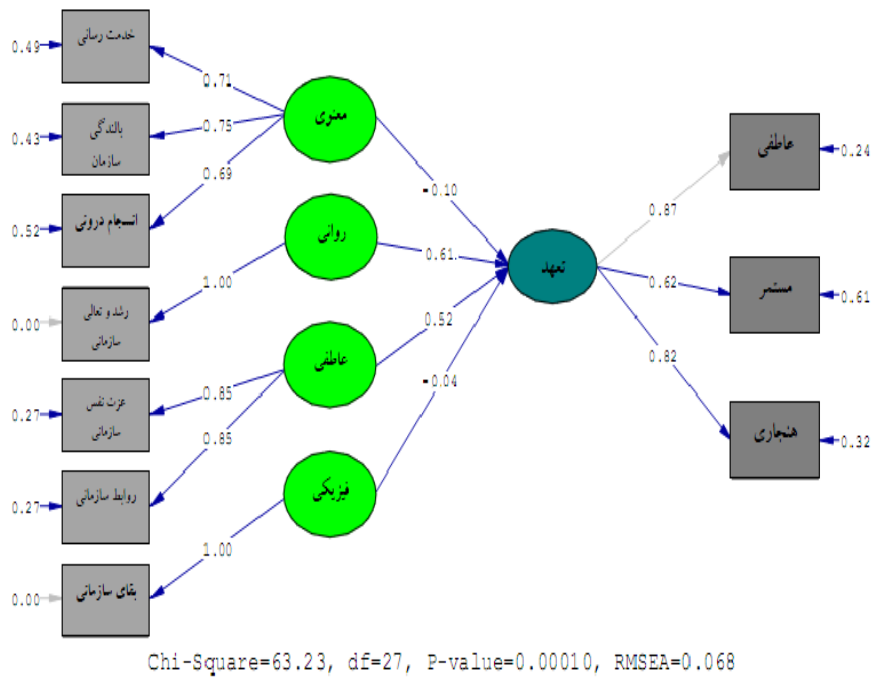 خدمت رسانی
0.49
0.71
معنوی
بالندگی
سازمان
0.43
0.75
عاطفی
0.24
0.69
-0.10
0.87
انسجام درونی
0.52
روانی
0.61
تعهد
1.00
0.62
مستمر
0.61
رشد و تعالی
سازمانی
0.00
0.52
0.82
عاطفی
-0.04
عزت نفس
سازمانی
0.27
0.85
0.85
هنجاری
0.32
روابط سازمانی
0.27
فیزیکی
1.00
بقای سازمانی
0.00
Chi-Square=63.23, df=27, P-value=0.00010, RMSEA=0.068